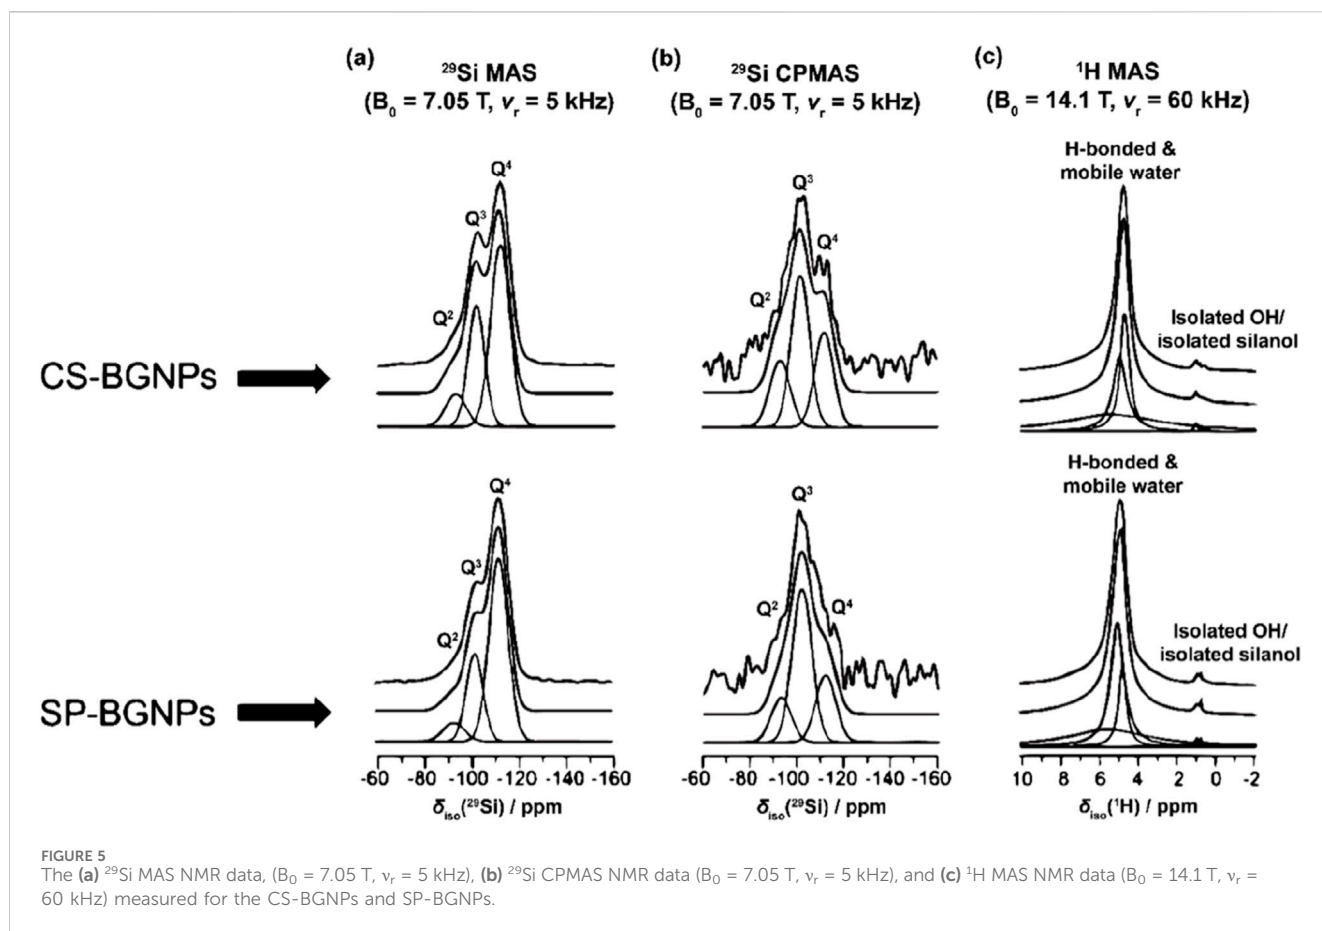 (a)
²⁹Si MAS
(B₀ = 7.05 T, νᵣ = 5 kHz)
(b)
²⁹Si CPMAS
(B₀ = 7.05 T, νᵣ = 5 kHz)
(c)
¹H MAS
(B₀ = 14.1 T, νᵣ = 60 kHz)
CS-BGNPs
Q²
Q³
Q⁴
Q²
Q³
Q⁴
H-bonded &
mobile water
Isolated OH/
isolated silanol
SP-BGNPs
Q²
Q³
Q⁴
Q²
Q³
Q⁴
H-bonded &
mobile water
Isolated OH/
isolated silanol
-60 -80 -100 -120 -140 -160
δiso(²⁹Si) / ppm
-60 -80 -100 -120 -140 -160
δiso(²⁹Si) / ppm
10 8 6 4 2 0 -2
δiso(¹H) / ppm
FIGURE 5
The (a) ²⁹Si MAS NMR data, (B₀ = 7.05 T, νᵣ = 5 kHz), (b) ²⁹Si CPMAS NMR data (B₀ = 7.05 T, νᵣ = 5 kHz), and (c) ¹H MAS NMR data (B₀ = 14.1 T, νᵣ =
60 kHz) measured for the CS-BGNPs and SP-BGNPs.